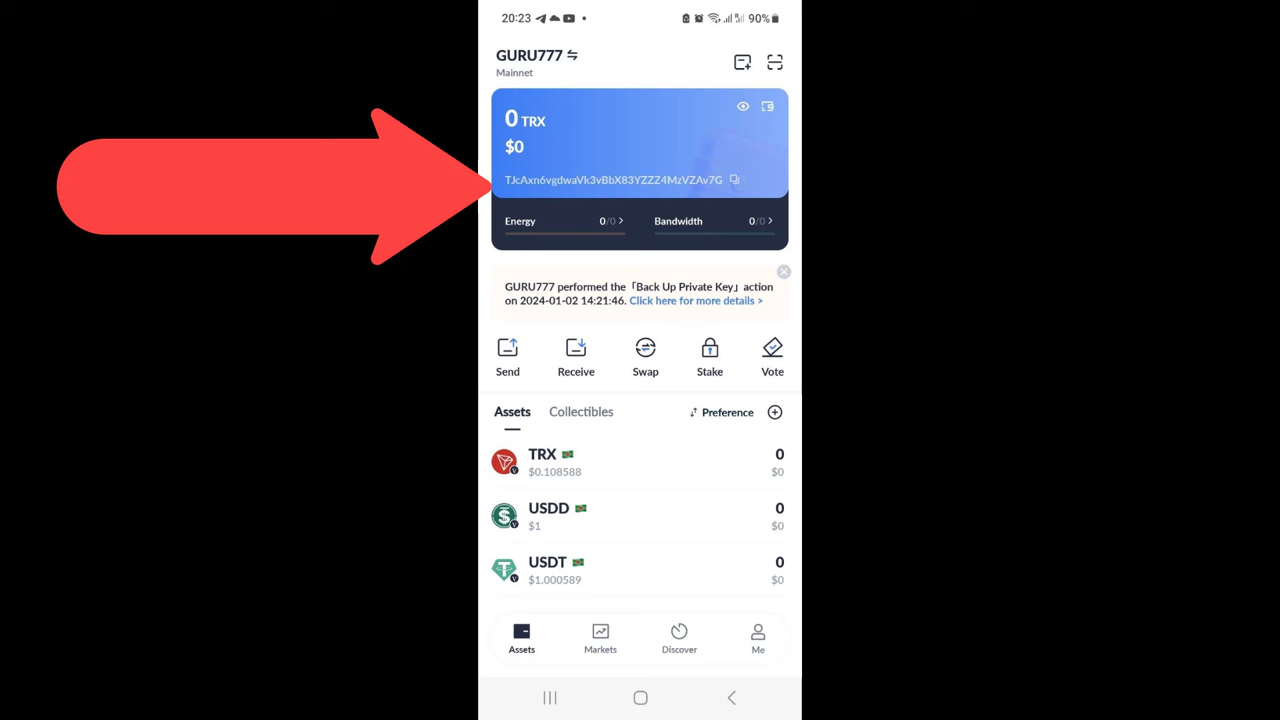 20:23
90%
GURU777
Mainnet
0 TRX
$0
TJcAxn6vgdwaVk3vBbX83YZZZ4MzVZAv7G
Energy 0/0 Bandwidth 0/0
GURU777 performed the「Back Up Private Key」action
on 2024-01-02 14:21:46. Click here for more details >
Send Receive Swap Stake Vote
Assets Collectibles Preference
TRX 0
$0.108588 $0
USDD 0
$1 $0
USDT 0
$1.000589 $0
Assets Markets Discover Me